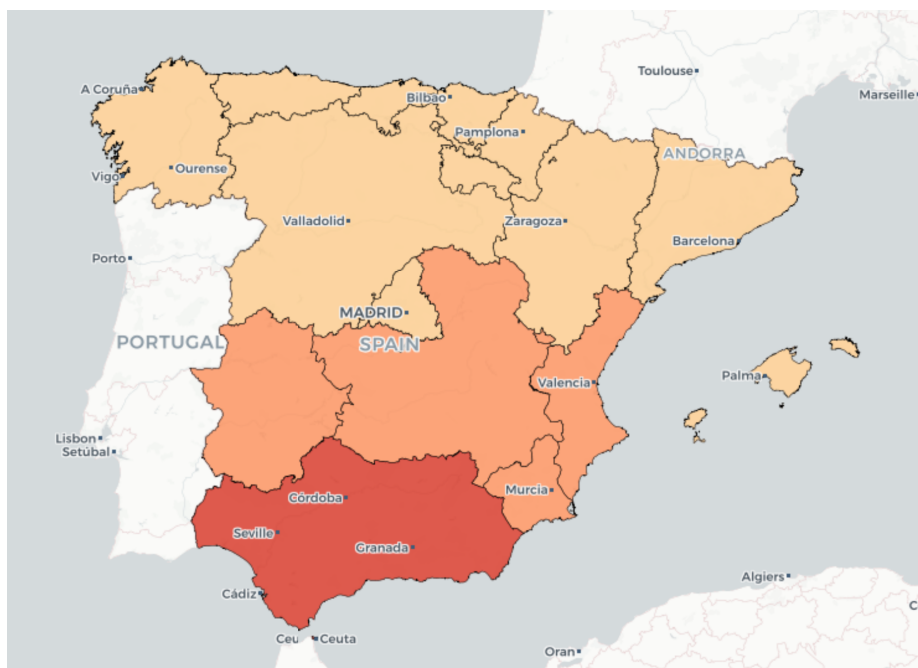 Toulouse
A Coruña
Bilbao
Marseille
Pamplona
ANDORRA
Ourense
Vigo
Valladolid
Zaragoza
Barcelona
Porto
MADRID
PORTUGAL
SPAIN
Palma
Valencia
Lisbon
Setúbal
Murcia
Córdoba
Seville
Granada
Algiers
Cádiz
Ceu
Ceuta
Oran